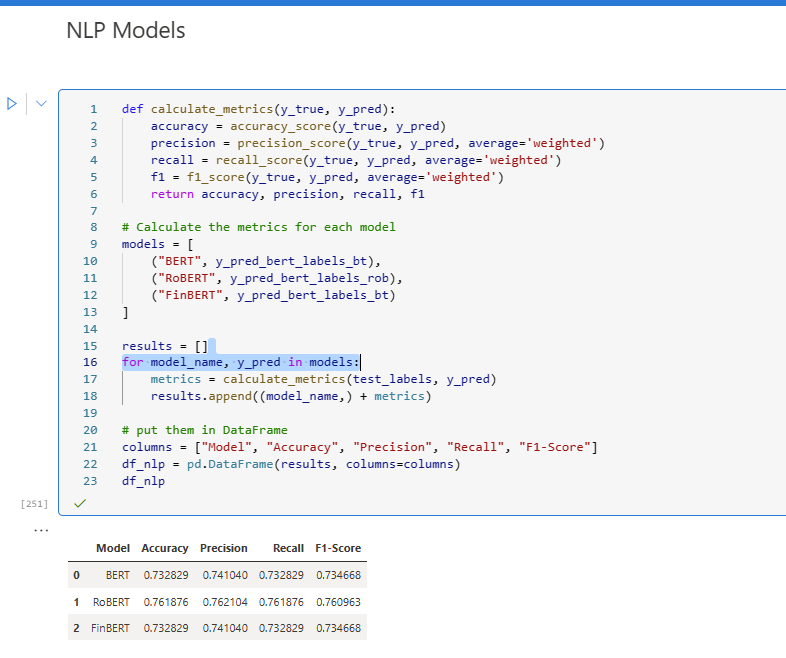 NLP Models
1 def calculate_metrics(y_true, y_pred):
2 accuracy = accuracy_score(y_true, y_pred)
3 precision = precision_score(y_true, y_pred, average='weighted')
4 recall = recall_score(y_true, y_pred, average='weighted')
5 f1 = f1_score(y_true, y_pred, average='weighted')
6 return accuracy, precision, recall, f1
7
8 # Calculate the metrics for each model
9 models = [
10 ("BERT", y_pred_bert_labels_bt),
11 ("RoBERT", y_pred_bert_labels_rob),
12 ("FinBERT", y_pred_bert_labels_bt)
13 ]
14
15 results = []
16 for model_name, y_pred in models:
17 metrics = calculate_metrics(test_labels, y_pred)
18 results.append((model_name,) + metrics)
19
20 # put them in DataFrame
21 columns = ["Model", "Accuracy", "Precision", "Recall", "F1-Score"]
22 df_nlp = pd.DataFrame(results, columns=columns)
23 df_nlp
[251]
...
Model Accuracy Precision Recall F1-Score
0 BERT 0.732829 0.741040 0.732829 0.734668
1 RoBERT 0.761876 0.762104 0.761876 0.760963
2 FinBERT 0.732829 0.741040 0.732829 0.734668